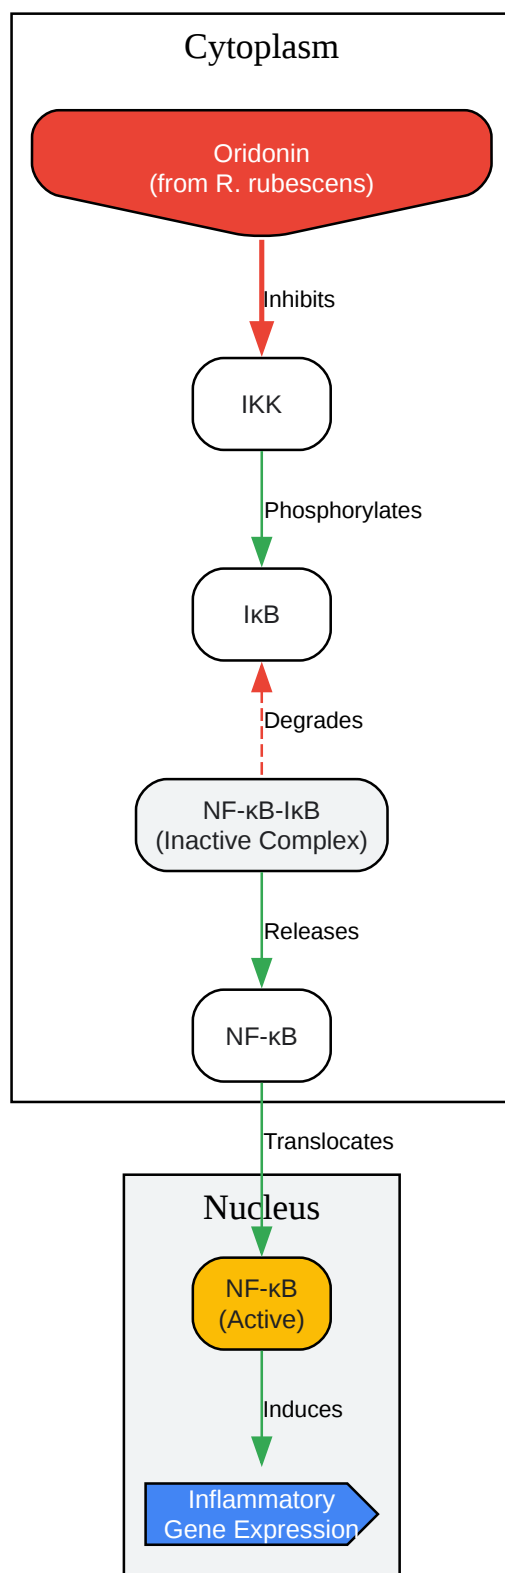 Cytoplasm
Oridonin
(from R. rubescens)
Inhibits
IKK
Phosphorylates
IκB
Degrades
NF-κB-IκB
(Inactive Complex)
Releases
NF-κB
Translocates
Nucleus
NF-κB
(Active)
Induces
Inflammatory
Gene Expression